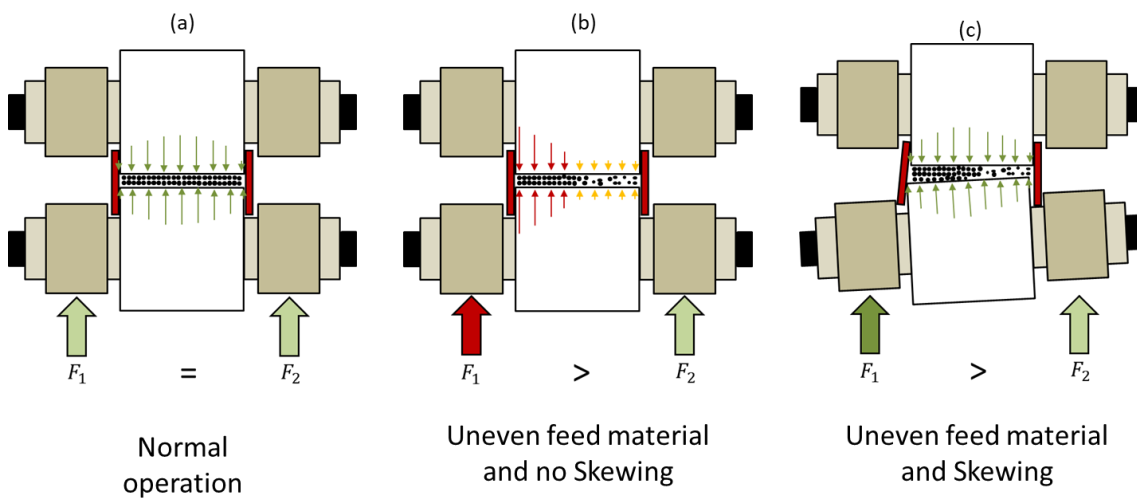 (a)
(b)
(c)
F₁ = F₂
F₁ > F₂
F₁ > F₂
Normal
operation
Uneven feed material
and no Skewing
Uneven feed material
and Skewing